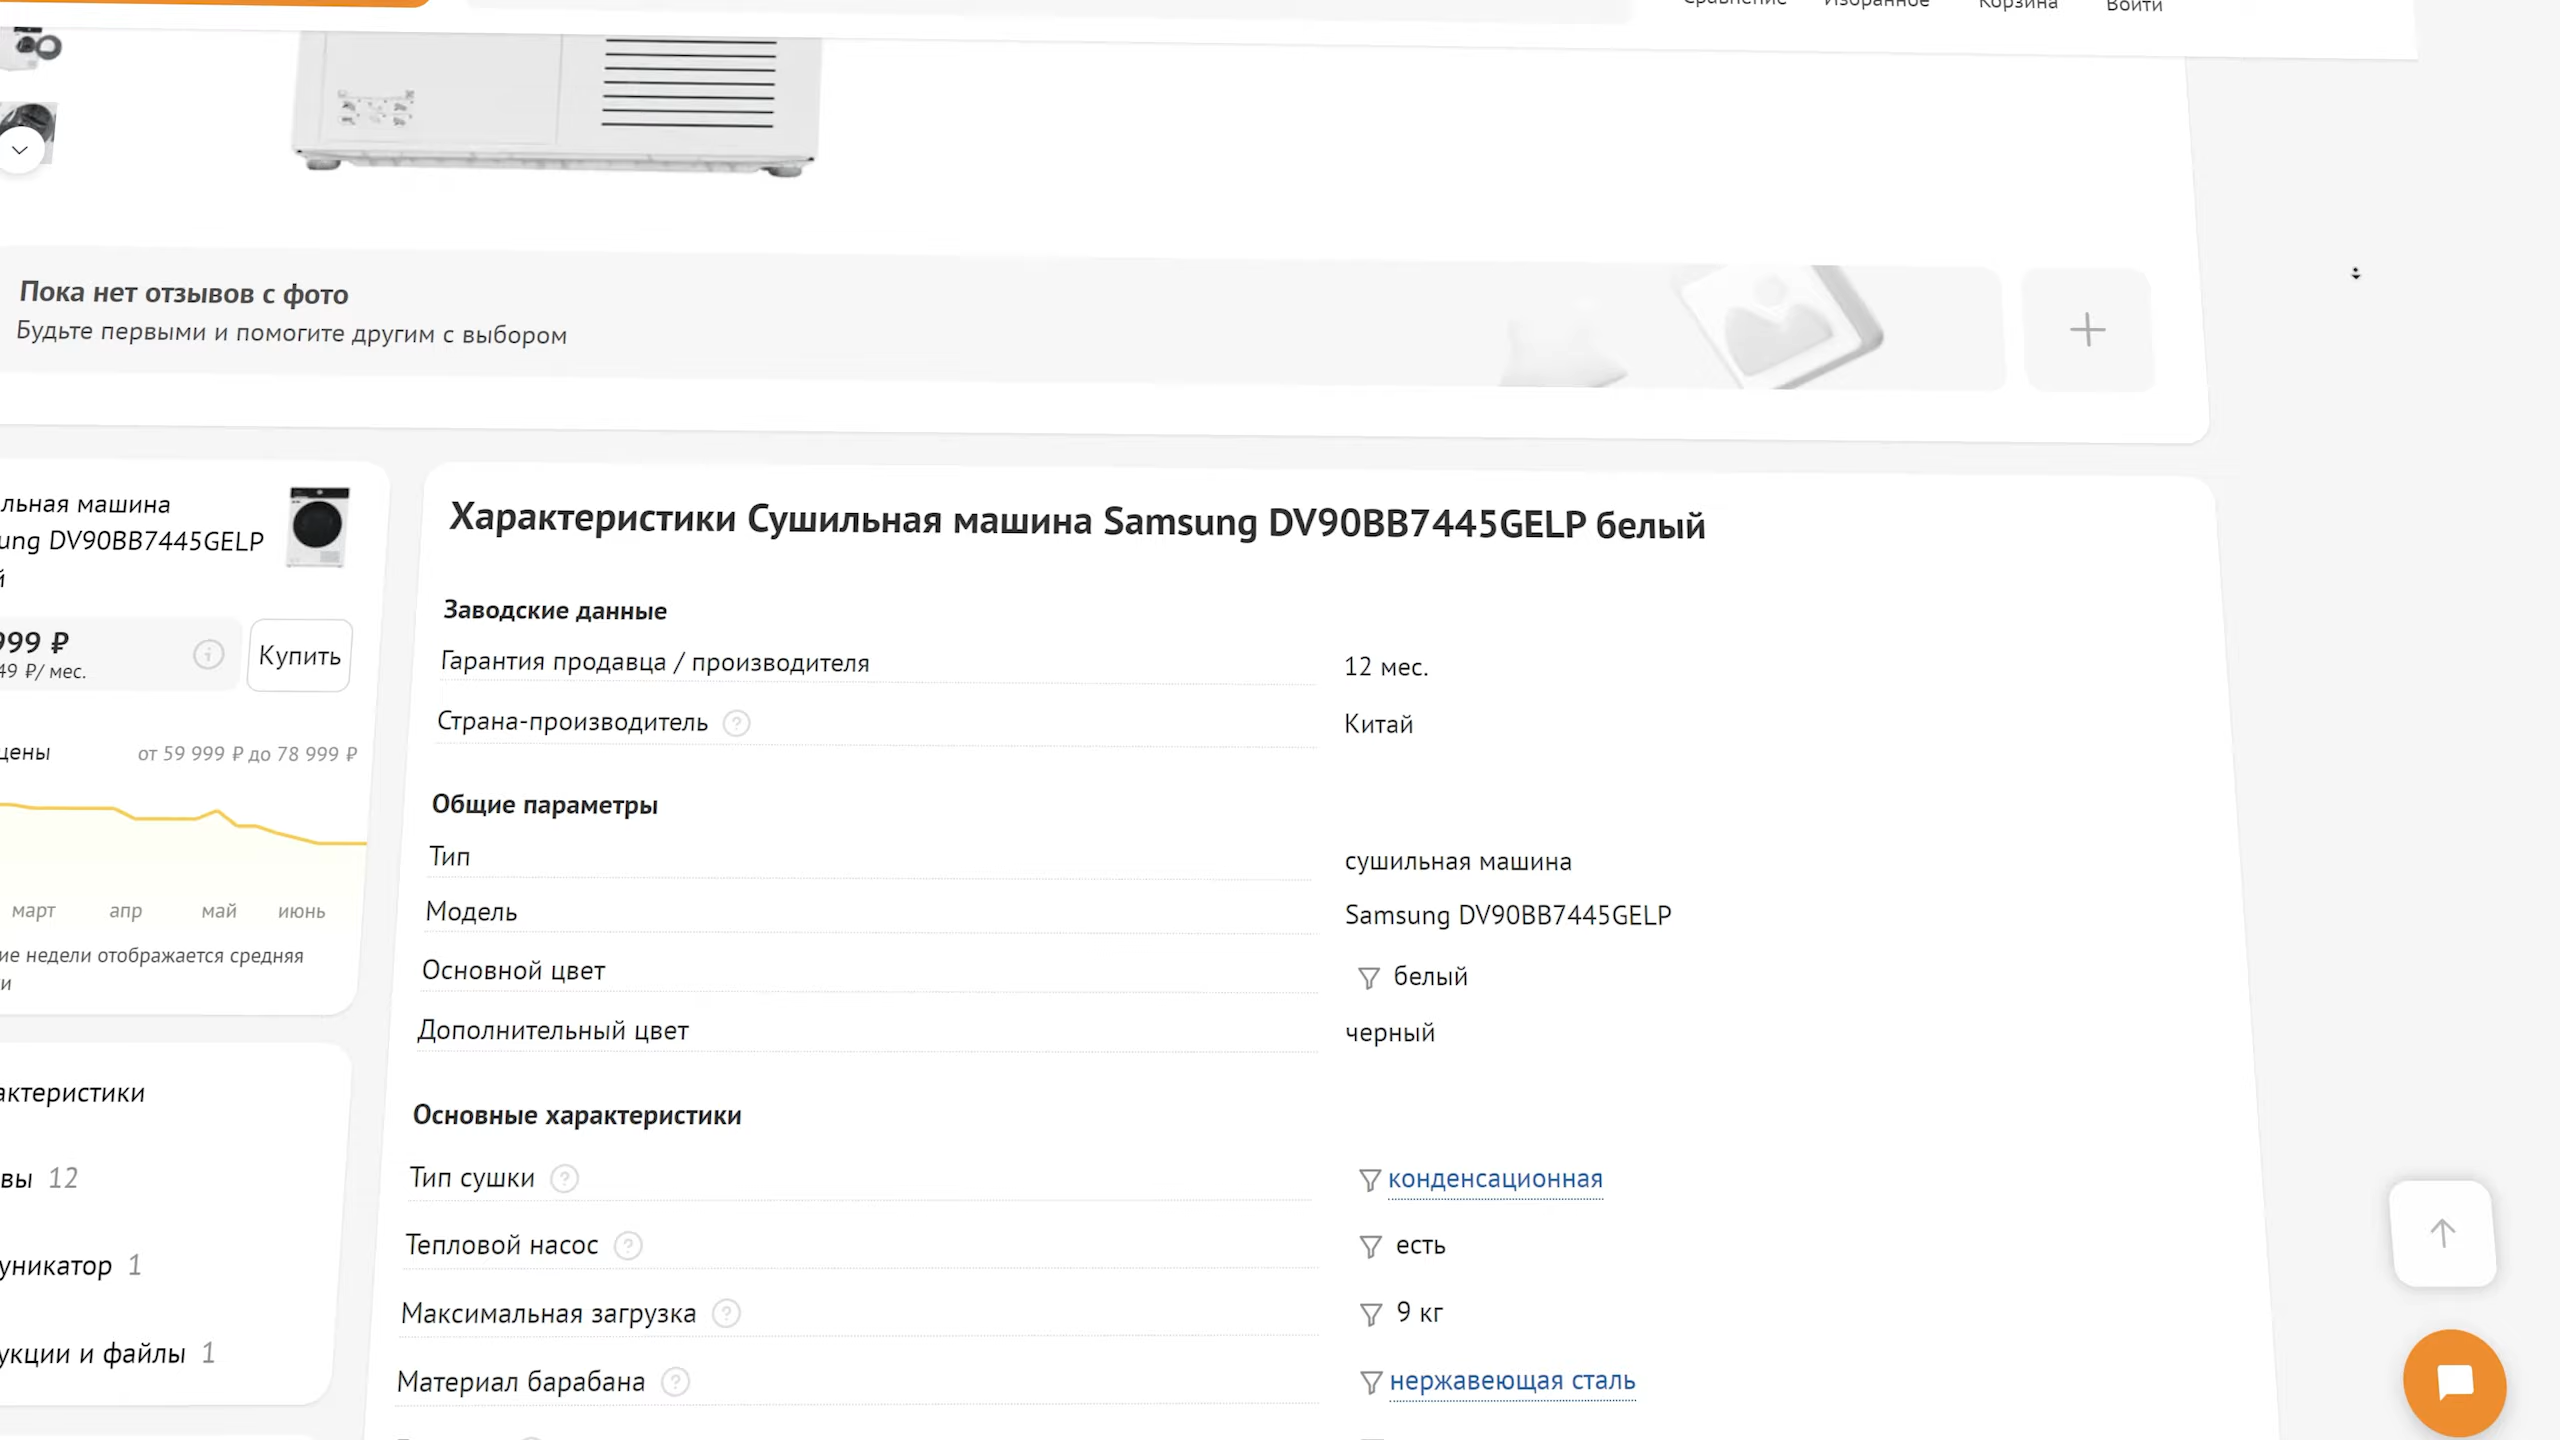 Сравнение Избранное Корзина Войти
Пока нет отзывов с фото
Будьте первыми и помогите другим с выбором
льная машина
ung DV90BB7445GELP
й
999 ₽
49 ₽/ мес.
Купить
цены
от 59 999 ₽ до 78 999 ₽
март апр май июнь
ие недели отображается средняя
и
актеристики
вы 12
уникатор 1
укции и файлы 1
Характеристики Сушильная машина Samsung DV90BB7445GELP белый
Заводские данные
Гарантия продавца / производителя 12 мес.
Страна-производитель ? Китай
Общие параметры
Тип сушильная машина
Модель Samsung DV90BB7445GELP
Основной цвет белый
Дополнительный цвет черный
Основные характеристики
Тип сушки ? конденсационная
Тепловой насос ? есть
Максимальная загрузка ? 9 кг
Материал барабана ? нержавеющая сталь